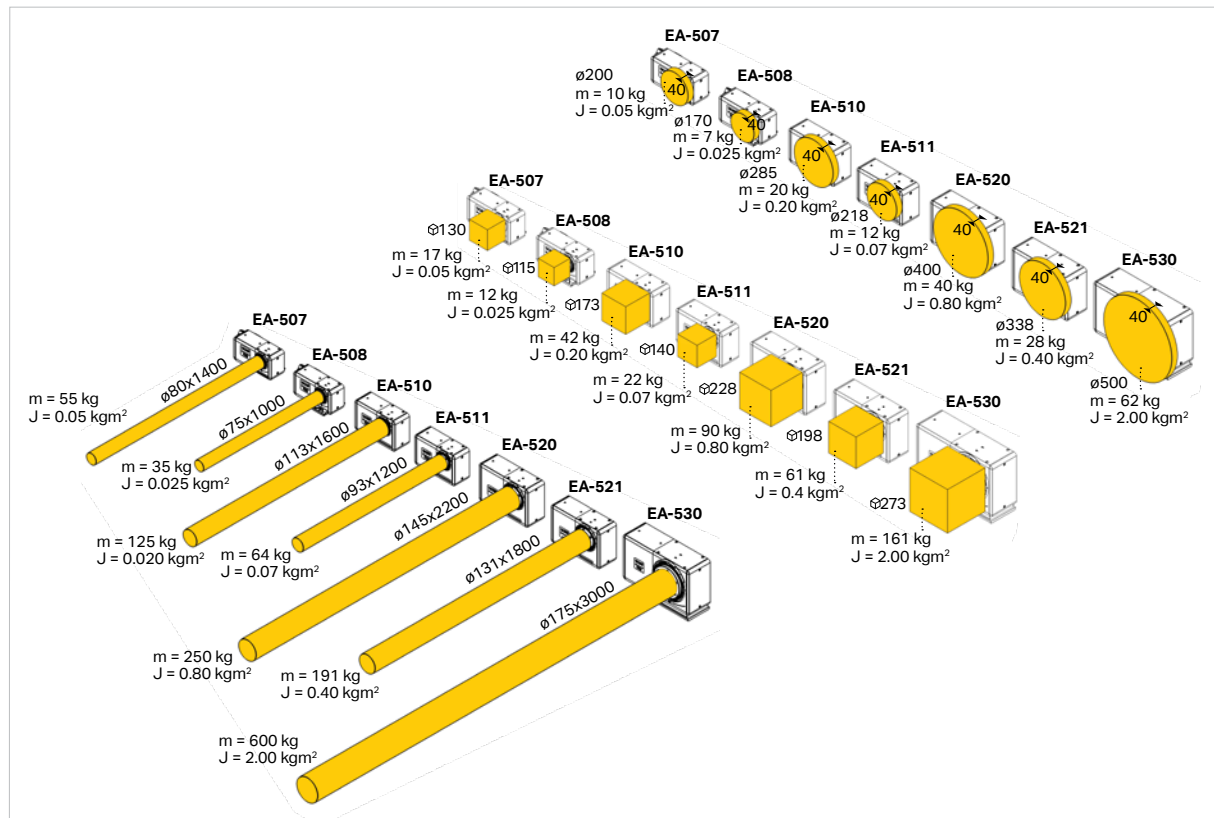 EA-507
ø200
m = 10 kg
J = 0.05 kgm²
40
EA-508
ø170
m = 7 kg
J = 0.025 kgm²
40
EA-510
ø285
m = 20 kg
J = 0.20 kgm²
40
EA-511
ø218
m = 12 kg
J = 0.07 kgm²
40
EA-520
ø400
m = 40 kg
J = 0.80 kgm²
40
EA-521
ø338
m = 28 kg
J = 0.40 kgm²
40
EA-530
ø500
m = 62 kg
J = 2.00 kgm²
40
EA-507
130
m = 17 kg
J = 0.05 kgm²
EA-508
115
m = 12 kg
J = 0.025 kgm²
EA-510
173
m = 42 kg
J = 0.20 kgm²
EA-511
140
m = 22 kg
J = 0.07 kgm²
EA-520
228
m = 90 kg
J = 0.80 kgm²
EA-521
198
m = 61 kg
J = 0.4 kgm²
EA-530
273
m = 161 kg
J = 2.00 kgm²
EA-507
ø80x1400
m = 55 kg
J = 0.05 kgm²
EA-508
ø75x1000
m = 35 kg
J = 0.025 kgm²
EA-510
ø113x1600
m = 125 kg
J = 0.020 kgm²
EA-511
ø93x1200
m = 64 kg
J = 0.07 kgm²
EA-520
ø145x2200
m = 250 kg
J = 0.80 kgm²
EA-521
ø131x1800
m = 191 kg
J = 0.40 kgm²
EA-530
ø175x3000
m = 600 kg
J = 2.00 kgm²